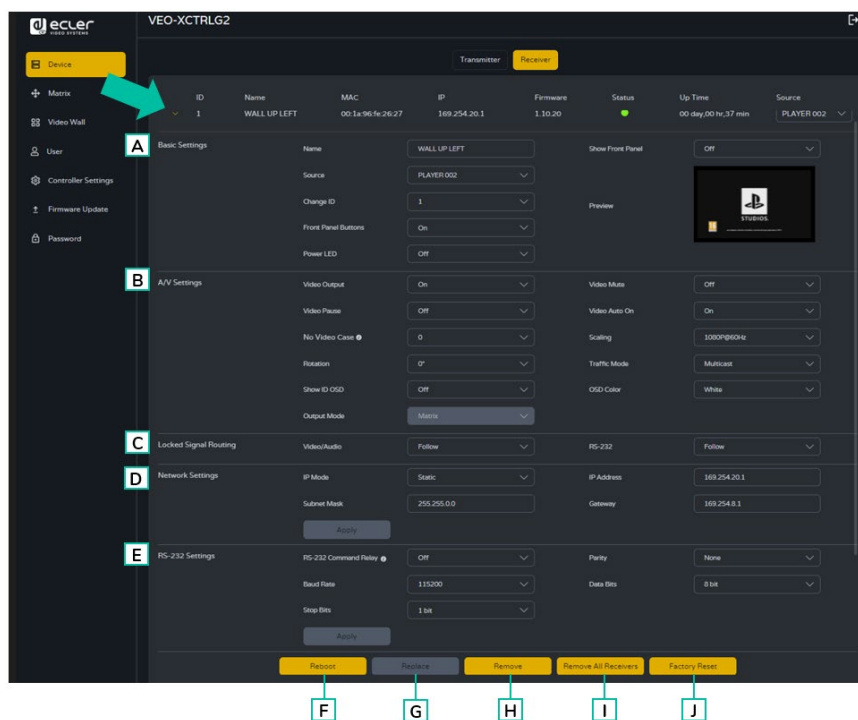 ecler
VIDEO SYSTEMS
VEO-XCTRLG2
Device
Matrix
Video Wall
User
Controller Settings
Firmware Update
Password
Transmitter Receiver
ID Name MAC IP Firmware Status Up Time Source
1 WALL UP LEFT 00:1a:96:fe:26:27 169.254.20.1 1.10.20 00 day,00 hr,37 min PLAYER 002
A Basic Settings Name WALL UP LEFT Show Front Panel Off
Source PLAYER 002
Change ID 1 Preview
STUDIOS
Front Panel Buttons On
Power LED Off
B A/V Settings Video Output On Video Mute Off
Video Pause Off Video Auto On On
No Video Case 0 Scaling 1080P@60Hz
Rotation 0° Traffic Mode Multicast
Show ID OSD Off OSD Color White
Output Mode Matrix
C Locked Signal Routing Video/Audio Follow RS-232 Follow
D Network Settings IP Mode Static IP Address 169.254.20.1
Subnet Mask 255.255.0.0 Gateway 169.254.8.1
Apply
E RS-232 Settings RS-232 Command Relay Off Parity None
Baud Rate 115200 Data Bits 8 bit
Stop Bits 1 bit
Apply
Reboot Replace Remove Remove All Receivers Factory Reset
F G H I J